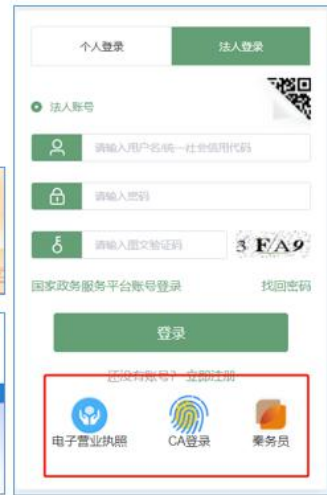 个人登录 法人登录
法人账号
请输入用户名/统一社会信用代码
请输入密码
请输入图文验证码 3 F A 9
国家政务服务平台账号登录 找回密码
登录
还没有账号？ 立即注册
电子营业执照 CA登录 秦务员